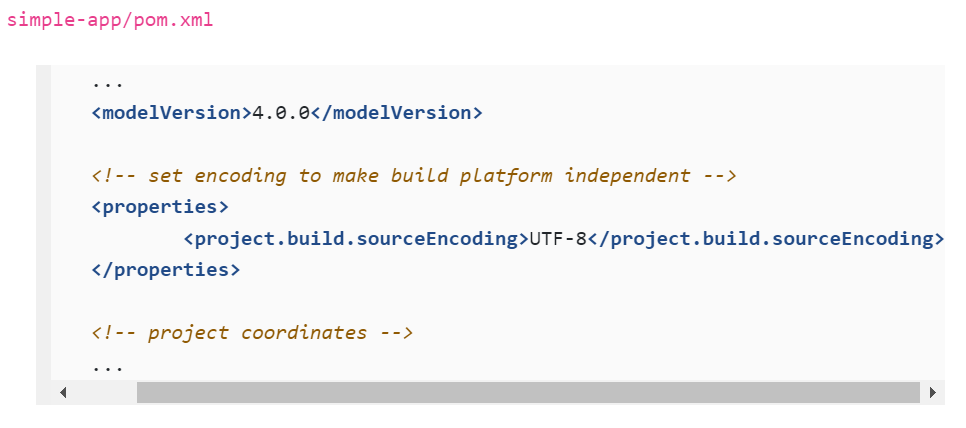 simple-app/pom.xml
...
<modelVersion>4.0.0</modelVersion>
<!-- set encoding to make build platform independent -->
<properties>
<project.build.sourceEncoding>UTF-8</project.build.sourceEncoding>
</properties>
<!-- project coordinates -->
...